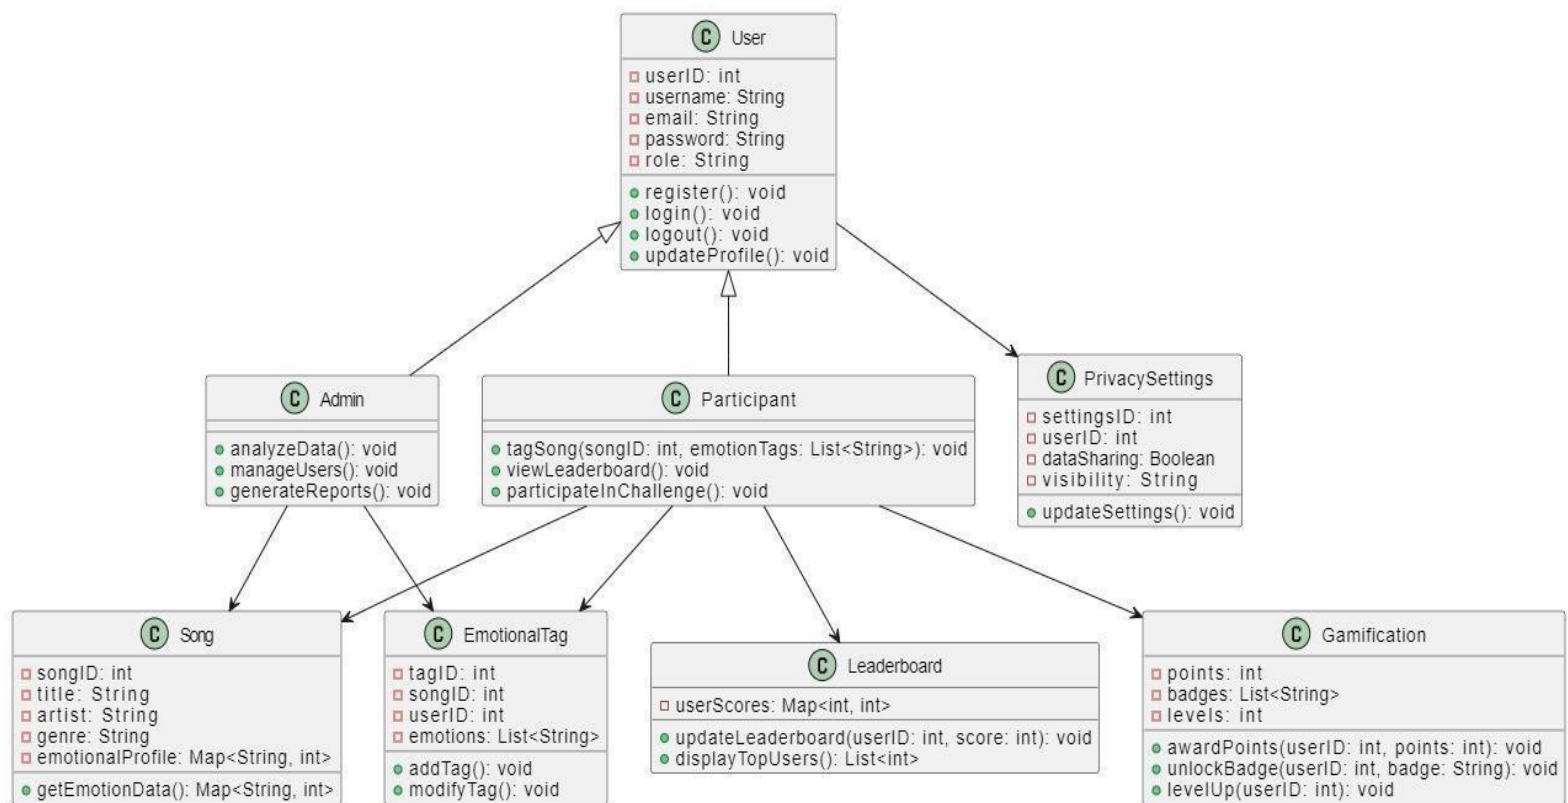 C User
userID: int
username: String
email: String
password: String
role: String
register(): void
login(): void
logout(): void
updateProfile(): void
C Admin
analyzeData(): void
manageUsers(): void
generateReports(): void
C Participant
tagSong(songID: int, emotionTags: List<String>): void
viewLeaderboard(): void
participateInChallenge(): void
C PrivacySettings
settingsID: int
userID: int
dataSharing: Boolean
visibility: String
updateSettings(): void
C Song
songID: int
title: String
artist: String
genre: String
emotionalProfile: Map<String, int>
getEmotionData(): Map<String, int>
C EmotionalTag
tagID: int
songID: int
userID: int
emotions: List<String>
addTag(): void
modifyTag(): void
C Leaderboard
userScores: Map<int, int>
updateLeaderboard(userID: int, score: int): void
displayTopUsers(): List<int>
C Gamification
points: int
badges: List<String>
levels: int
awardPoints(userID: int, points: int): void
unlockBadge(userID: int, badge: String): void
levelUp(userID: int): void